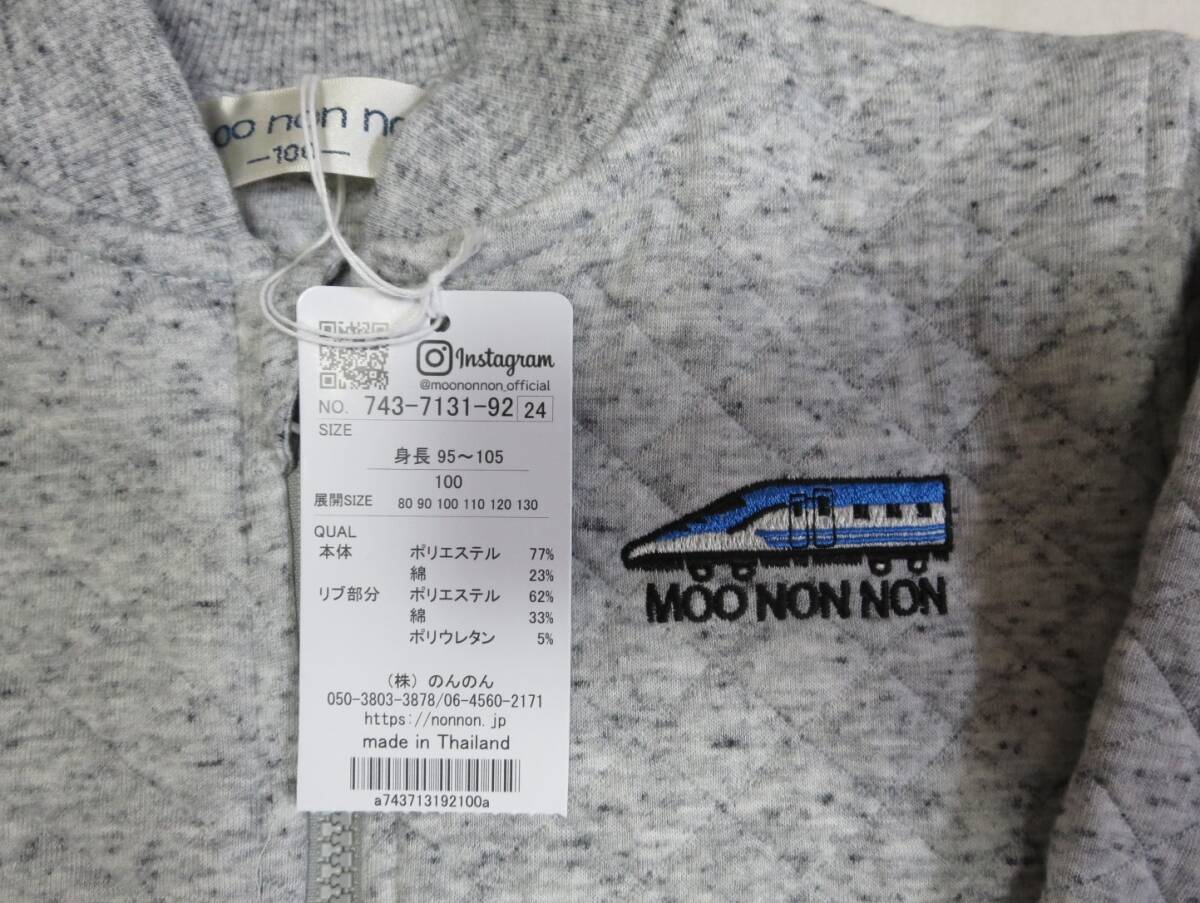 moo non no
—100—
Instagram
@moononnon_official
NO. 743-7131-92 24
SIZE
身長 95～105
100
展開SIZE 80 90 100 110 120 130
QUAL
本体 ポリエステル 77%
綿 23%
リブ部分 ポリエステル 62%
綿 33%
ポリウレタン 5%
（株）のんのん
050-3803-3878/06-4560-2171
https://nonnon.jp
made in Thailand
a743713192100a
MOO NON NON